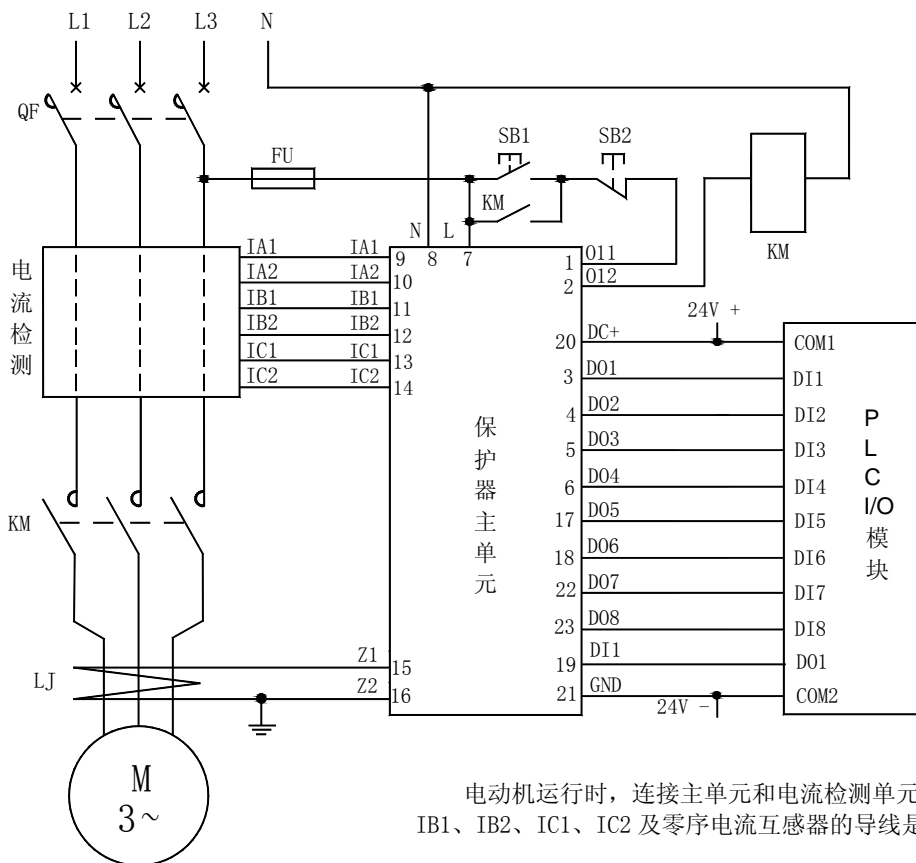 L1 L2 L3 N
QF
FU
SB1 SB2
KM
KM
N L
8 7
电流检测
IA1 IA1 9
IA2 IA2 10
IB1 IB1 11
IB2 IB2 12
IC1 IC1 13
IC2 IC2 14
1 O11
2 O12
24V +
20 DC+ COM1
3 DO1 DI1
4 DO2 DI2
5 DO3 DI3
6 DO4 DI4
17 DO5 DI5
18 DO6 DI6
22 DO7 DI7
23 DO8 DI8
19 DI1 DO1
21 GND COM2
24V -
保护器主单元
PLC I/O模块
KM
LJ
Z1 15
Z2 16
M
3~
电动机运行时，连接主单元和电流检测单元
IB1、IB2、IC1、IC2 及零序电流互感器的导线是